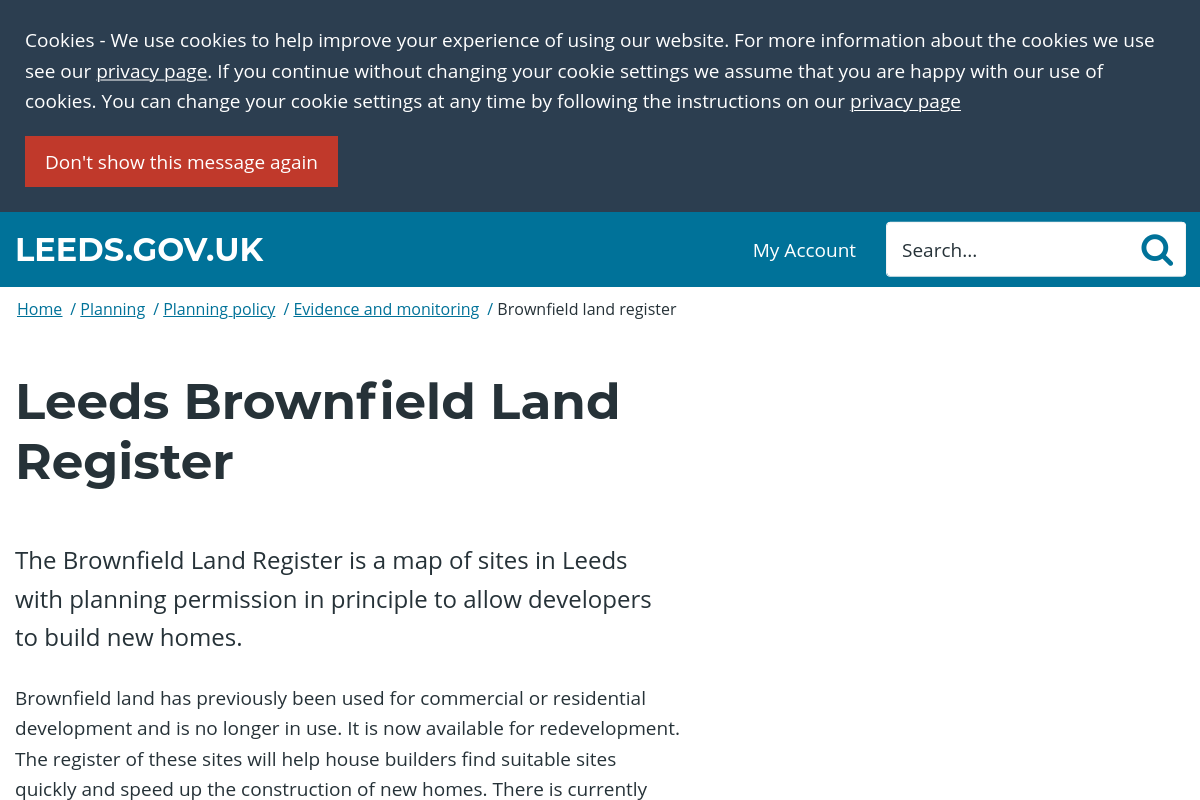 Cookies - We use cookies to help improve your experience of using our website. For more information about the cookies we use
see our privacy page. If you continue without changing your cookie settings we assume that you are happy with our use of
cookies. You can change your cookie settings at any time by following the instructions on our privacy page
Don't show this message again
LEEDS.GOV.UK My Account Search...
Home / Planning / Planning policy / Evidence and monitoring / Brownfield land register
Leeds Brownfield Land
Register
The Brownfield Land Register is a map of sites in Leeds
with planning permission in principle to allow developers
to build new homes.
Brownfield land has previously been used for commercial or residential
development and is no longer in use. It is now available for redevelopment.
The register of these sites will help house builders find suitable sites
quickly and speed up the construction of new homes. There is currently